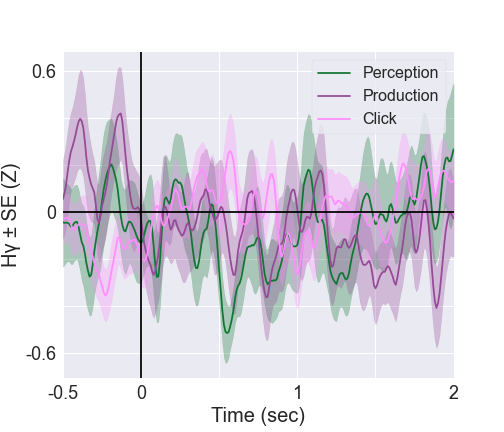 Perception
Production
Click
Hγ ± SE (Z)
0.6
0
-0.6
-0.5
0
1
2
Time (sec)